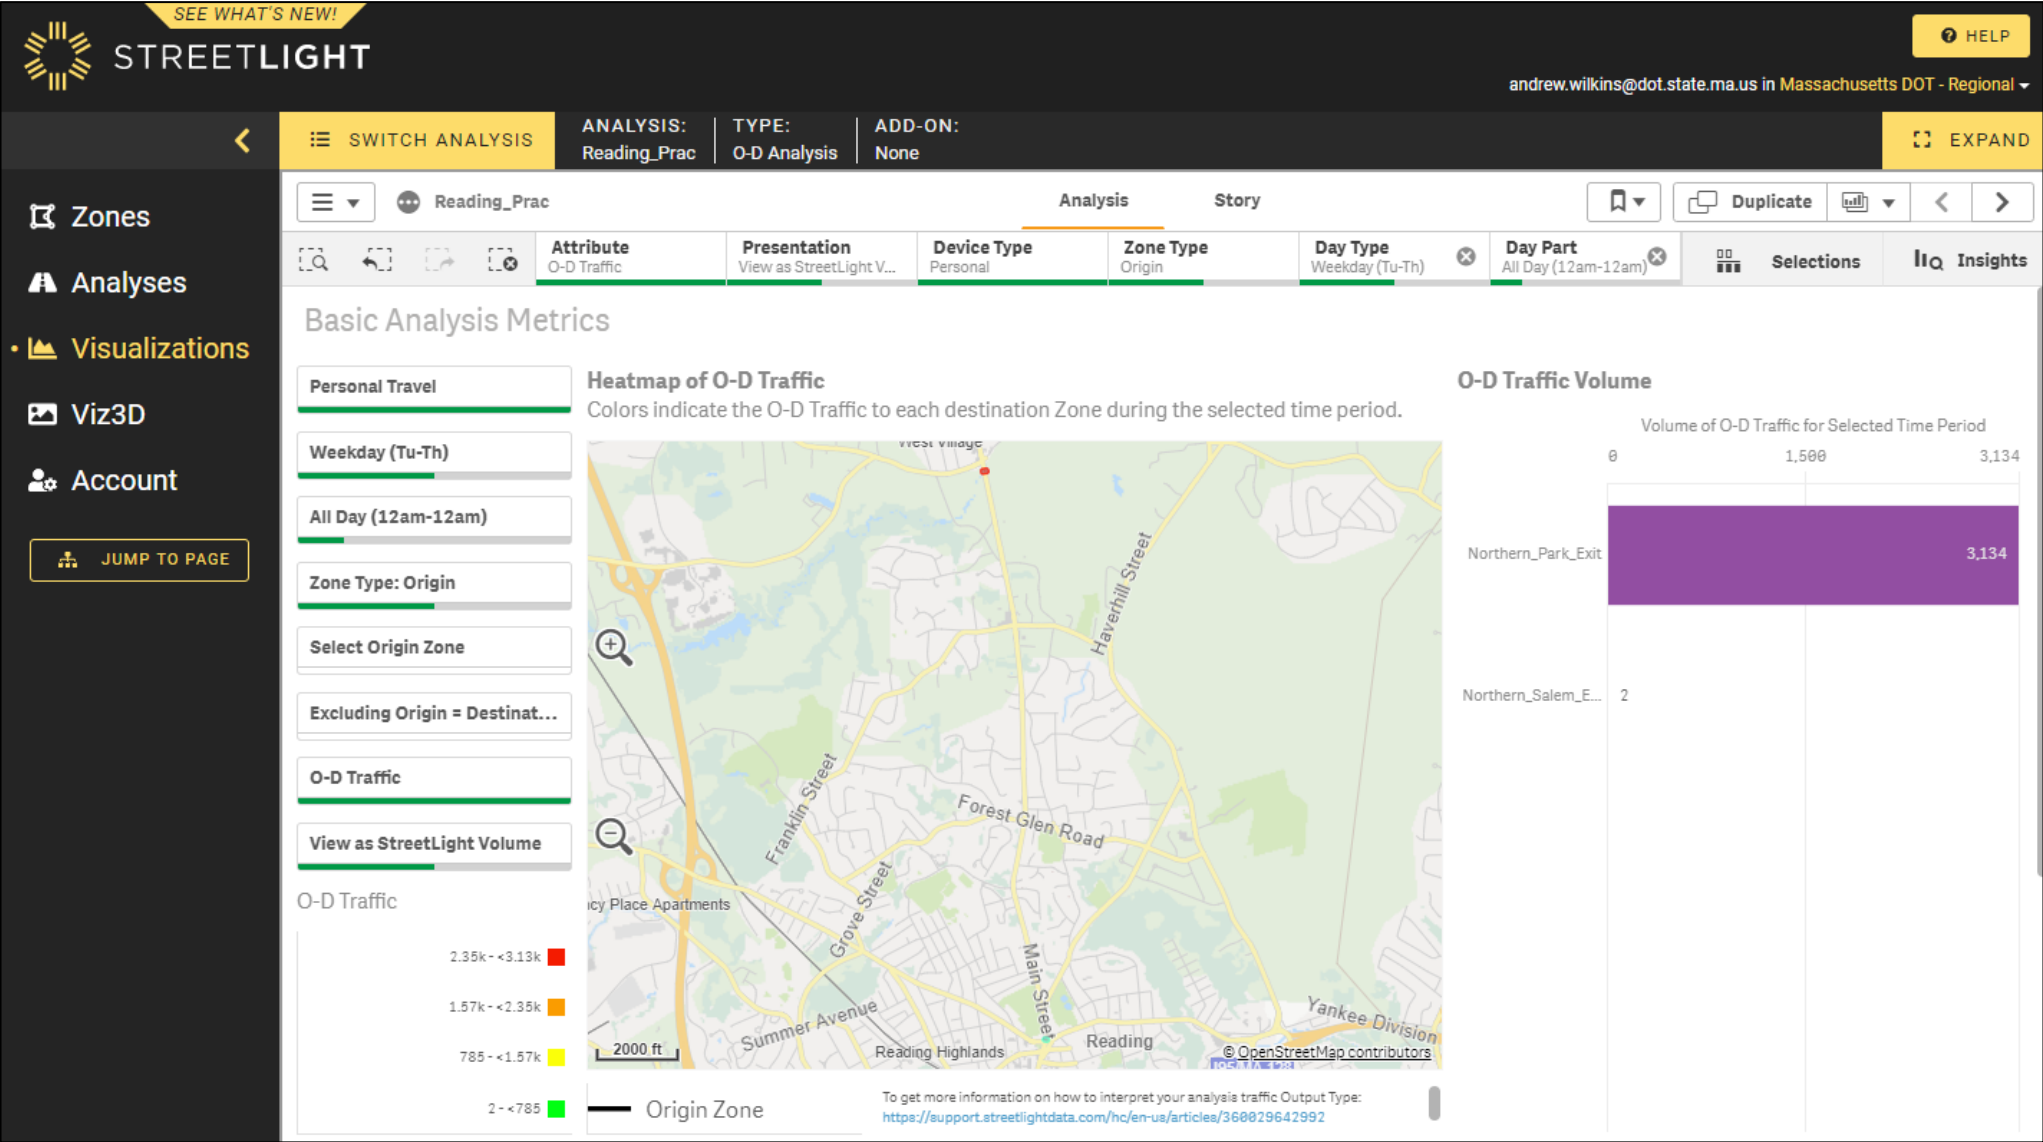 SEE WHAT'S NEW!
STREETLIGHT
HELP
andrew.wilkins@dot.state.ma.us in Massachusetts DOT - Regional
SWITCH ANALYSIS
ANALYSIS:
Reading_Prac
TYPE:
O-D Analysis
ADD-ON:
None
EXPAND
Zones
Analyses
Visualizations
Viz3D
Account
JUMP TO PAGE
Reading_Prac
Analysis
Story
Duplicate
Attribute
O-D Traffic
Presentation
View as StreetLight V...
Device Type
Personal
Zone Type
Origin
Day Type
Weekday (Tu-Th)
Day Part
All Day (12am-12am)
Selections
Insights
Basic Analysis Metrics
Personal Travel
Weekday (Tu-Th)
All Day (12am-12am)
Zone Type: Origin
Select Origin Zone
Excluding Origin = Destinat...
O-D Traffic
View as StreetLight Volume
O-D Traffic
2.35k - <3.13k
1.57k - <2.35k
785 - <1.57k
2 - <785
Heatmap of O-D Traffic
Colors indicate the O-D Traffic to each destination Zone during the selected time period.
West Village
Haverhill Street
Franklin Street
Forest Glen Road
Grove Street
cy Place Apartments
Main Street
Summer Avenue
Yankee Division
Reading Highlands
Reading
2000 ft
© OpenStreetMap contributors
I95/MA 128
Origin Zone
To get more information on how to interpret your analysis traffic Output Type:
https://support.streetlightdata.com/hc/en-us/articles/360029642992
O-D Traffic Volume
Volume of O-D Traffic for Selected Time Period
0
1,500
3,134
Northern_Park_Exit
3,134
Northern_Salem_E...
2